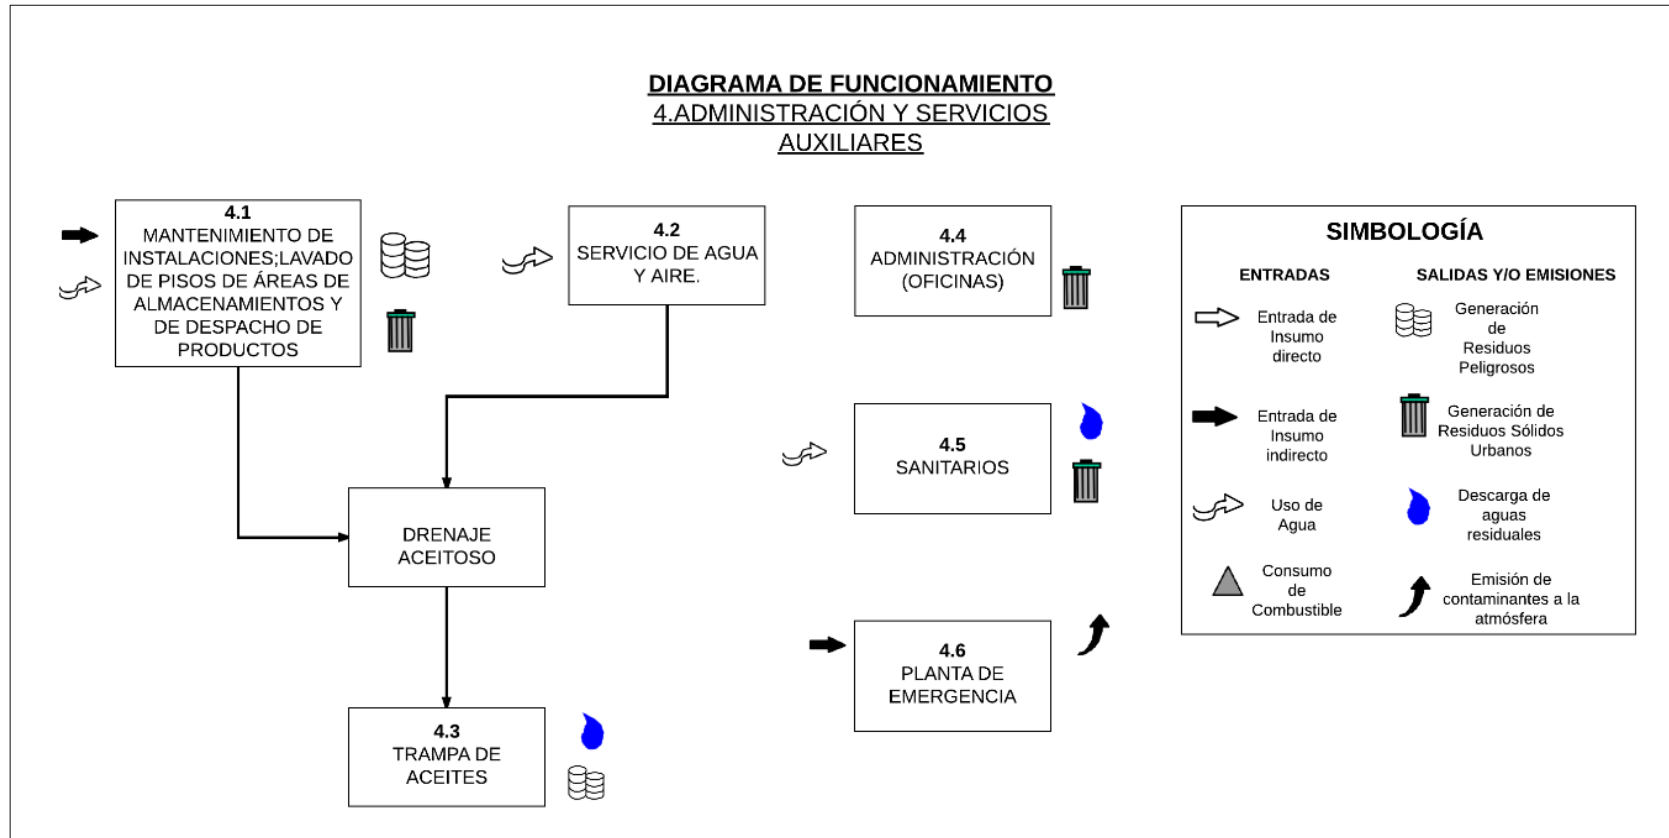 DIAGRAMA DE FUNCIONAMIENTO
4.ADMINISTRACIÓN Y SERVICIOS
AUXILIARES
4.1
MANTENIMIENTO DE
INSTALACIONES;LAVADO
DE PISOS DE ÁREAS DE
ALMACENAMIENTOS Y
DE DESPACHO DE
PRODUCTOS
4.2
SERVICIO DE AGUA
Y AIRE.
DRENAJE
ACEITOSO
4.3
TRAMPA DE
ACEITES
4.4
ADMINISTRACIÓN
(OFICINAS)
4.5
SANITARIOS
4.6
PLANTA DE
EMERGENCIA
SIMBOLOGÍA
ENTRADAS
Entrada de
Insumo
directo
Entrada de
Insumo
indirecto
Uso de
Agua
Consumo
de
Combustible
SALIDAS Y/O EMISIONES
Generación
de
Residuos
Peligrosos
Generación de
Residuos Sólidos
Urbanos
Descarga de
aguas
residuales
Emisión de
contaminantes a la
atmósfera